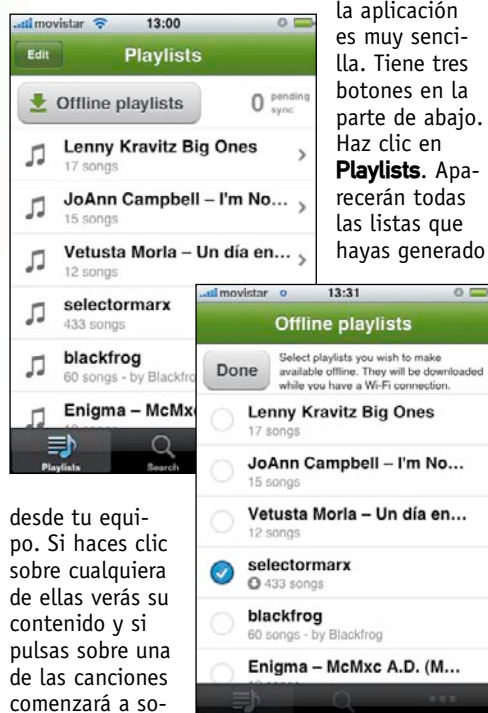 la aplicación
es muy senci-
lla. Tiene tres
botones en la
parte de abajo.
Haz clic en
Playlists. Apa-
recerán todas
las listas que
hayas generado
movistar 13:00
Edit Playlists
Offline playlists 0 pending
sync
Lenny Kravitz Big Ones
17 songs
JoAnn Campbell – I'm No...
15 songs
Vetusta Morla – Un día en...
12 songs
selectormarx
433 songs
blackfrog
60 songs - by Blackfro
Enigma – McMx
Playlists Search
movistar 13:31
Offline playlists
Done
Select playlists you wish to make
available offline. They will be downloaded
while you have a Wi-Fi connection.
Lenny Kravitz Big Ones
17 songs
JoAnn Campbell – I'm No...
15 songs
Vetusta Morla – Un día en...
12 songs
selectormarx
433 songs
blackfrog
60 songs - by Blackfrog
Enigma – McMxc A.D. (M...
desde tu equi-
po. Si haces clic
sobre cualquiera
de ellas verás su
contenido y si
pulsas sobre una
de las canciones
comenzará a so-